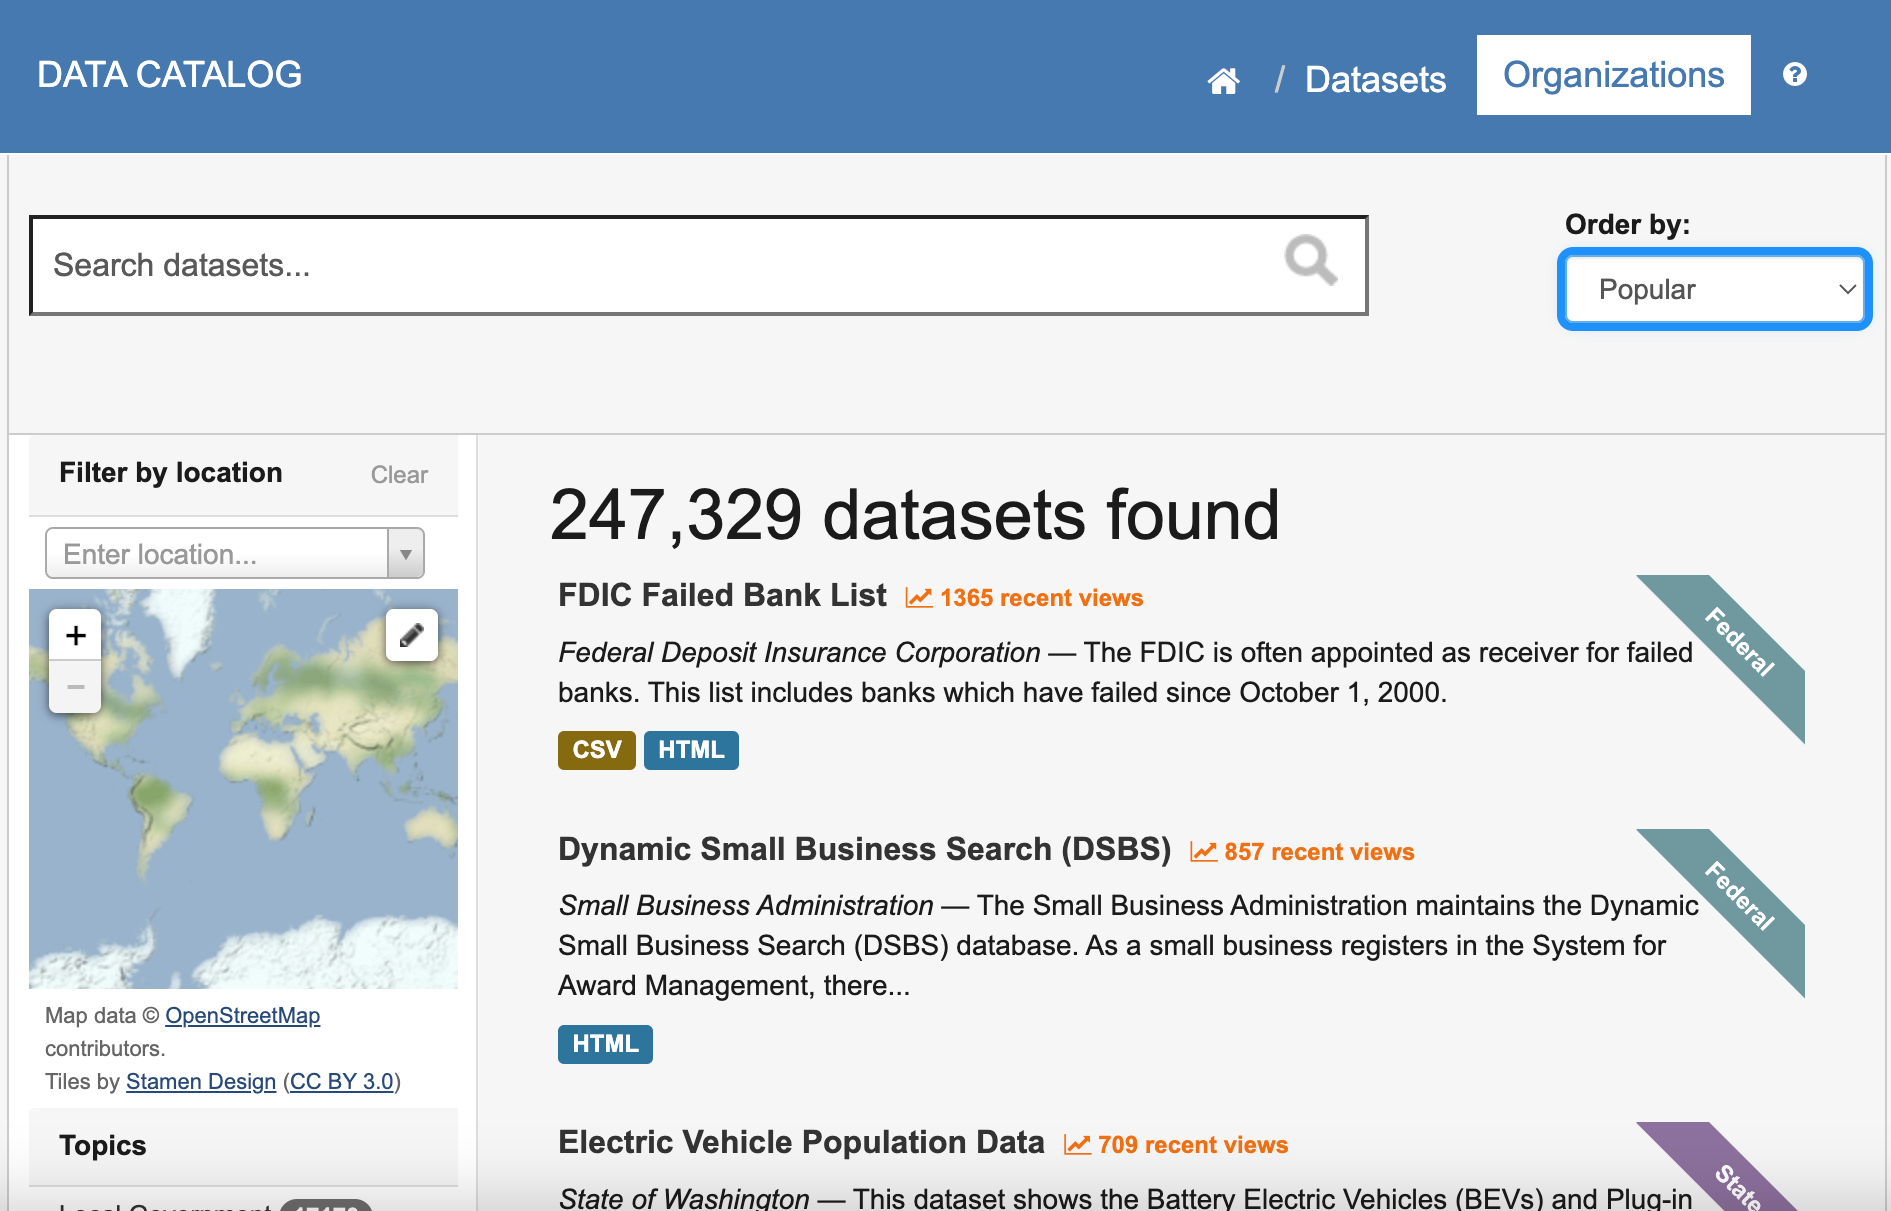 DATA CATALOG
/ Datasets
Organizations
?
Search datasets...
Order by:
Popular
Filter by location
Clear
Enter location...
+
−
Map data © OpenStreetMap
contributors.
Tiles by Stamen Design (CC BY 3.0)
Topics
Local Government
247,329 datasets found
FDIC Failed Bank List 1365 recent views
Federal
Federal Deposit Insurance Corporation — The FDIC is often appointed as receiver for failed
banks. This list includes banks which have failed since October 1, 2000.
CSV HTML
Dynamic Small Business Search (DSBS) 857 recent views
Federal
Small Business Administration — The Small Business Administration maintains the Dynamic
Small Business Search (DSBS) database. As a small business registers in the System for
Award Management, there...
HTML
Electric Vehicle Population Data 709 recent views
State
State of Washington — This dataset shows the Battery Electric Vehicles (BEVs) and Plug-in